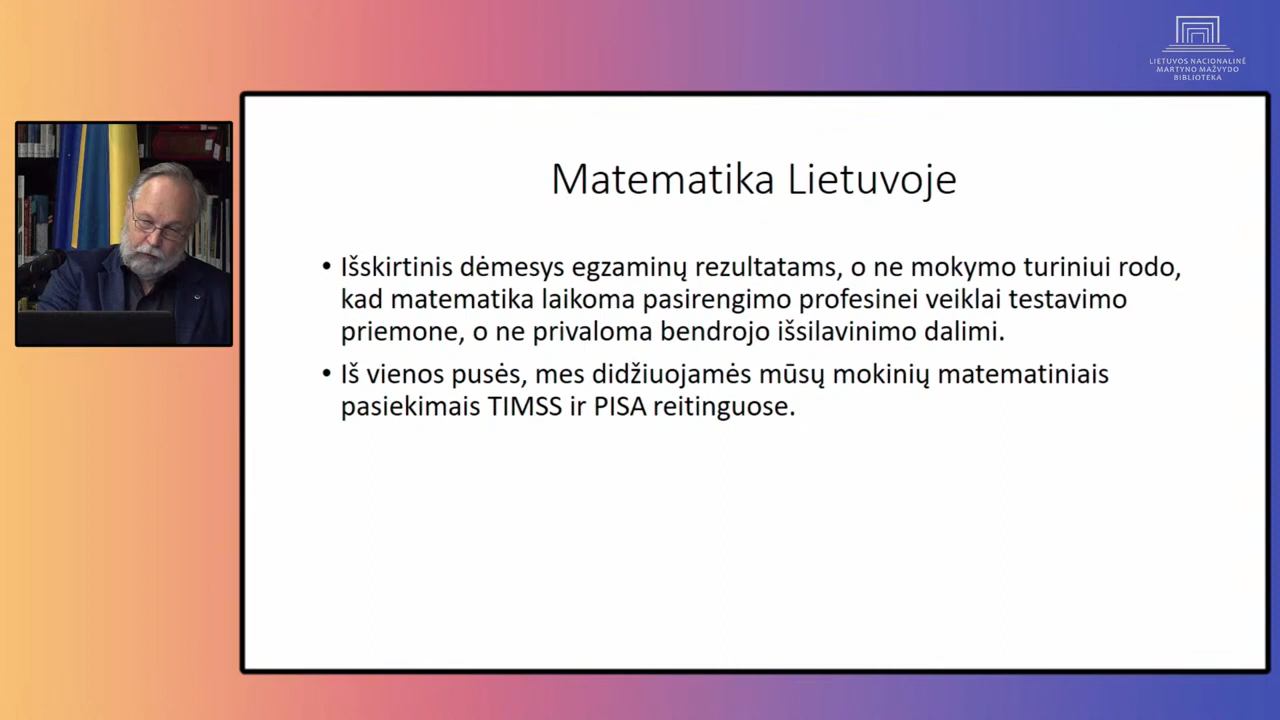 LIETUVOS NACIONALINĖ
MARTYNO MAŽVYDO
BIBLIOTEKA
Matematika Lietuvoje
• Išskirtinis dėmesys egzaminų rezultatams, o ne mokymo turiniui rodo,
kad matematika laikoma pasirengimo profesinei veiklai testavimo
priemone, o ne privaloma bendrojo išsilavinimo dalimi.
• Iš vienos pusės, mes didžiuojamės mūsų mokinių matematiniais
pasiekimais TIMSS ir PISA reitinguose.